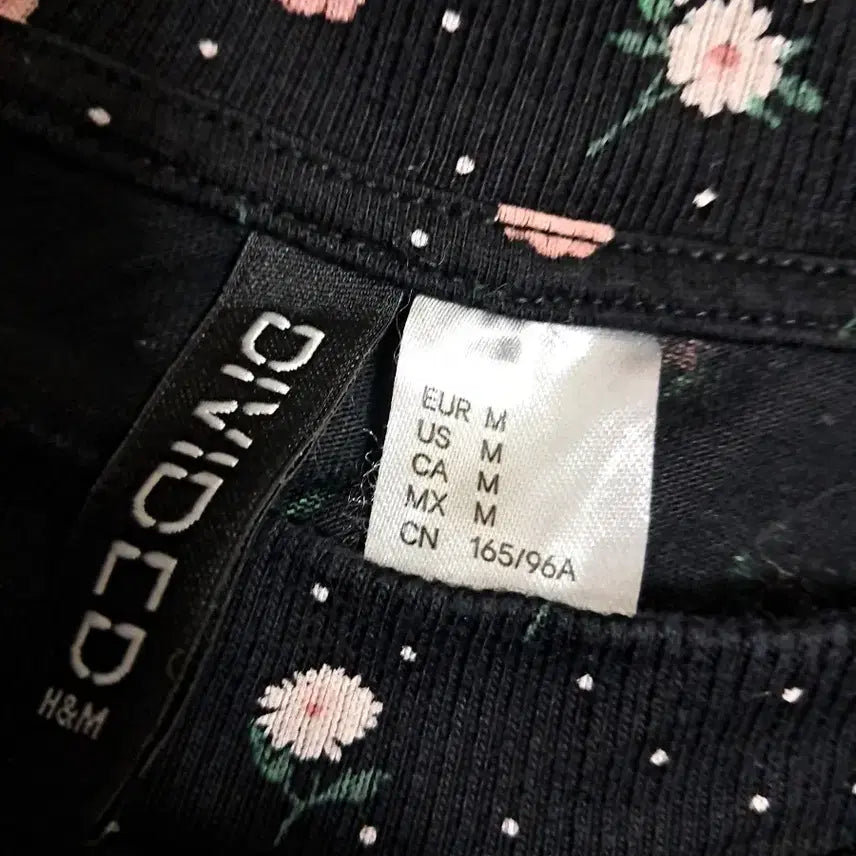 DIVIDED
H&M
EUR M
US M
CA M
MX M
CN 165/96A